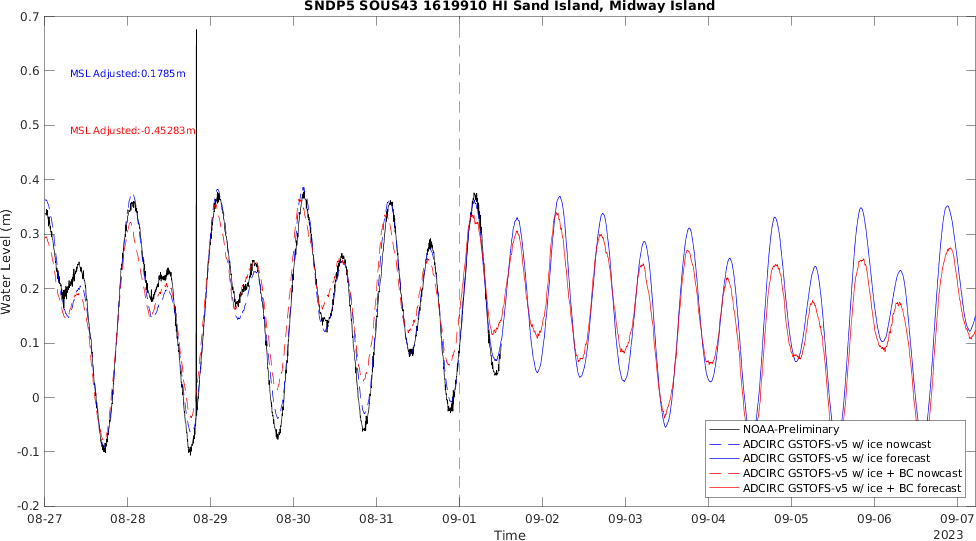 SNDP5 SOUS43 1619910 HI Sand Island, Midway Island
0.7
0.6
0.5
0.4
0.3
0.2
0.1
0
-0.1
-0.2
Water Level (m)
MSL Adjusted:0.1785m
MSL Adjusted:-0.45283m
NOAA-Preliminary
ADCIRC GSTOFS-v5 w/ ice nowcast
ADCIRC GSTOFS-v5 w/ ice forecast
ADCIRC GSTOFS-v5 w/ ice + BC nowcast
ADCIRC GSTOFS-v5 w/ ice + BC forecast
08-27 08-28 08-29 08-30 08-31 09-01 09-02 09-03 09-04 09-05 09-06 09-07
Time
2023